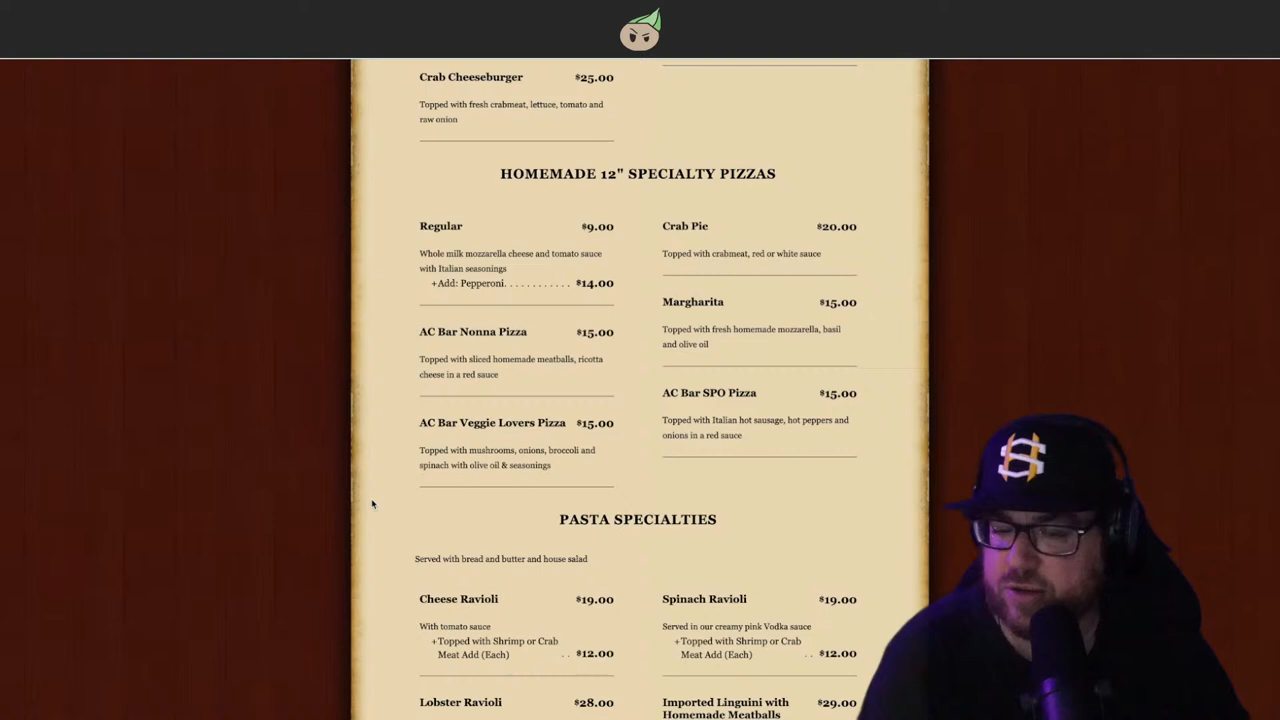 Crab Cheeseburger $25.00
Topped with fresh crabmeat, lettuce, tomato and
raw onion
HOMEMADE 12" SPECIALTY PIZZAS
Regular $9.00
Whole milk mozzarella cheese and tomato sauce
with Italian seasonings
+Add: Pepperoni. . . . . . . . . . . . $14.00
AC Bar Nonna Pizza $15.00
Topped with sliced homemade meatballs, ricotta
cheese in a red sauce
AC Bar Veggie Lovers Pizza $15.00
Topped with mushrooms, onions, broccoli and
spinach with olive oil & seasonings
Crab Pie $20.00
Topped with crabmeat, red or white sauce
Margharita $15.00
Topped with fresh homemade mozzarella, basil
and olive oil
AC Bar SPO Pizza $15.00
Topped with Italian hot sausage, hot peppers and
onions in a red sauce
PASTA SPECIALTIES
Served with bread and butter and house salad
Cheese Ravioli $19.00
With tomato sauce
+Topped with Shrimp or Crab
Meat Add (Each) . . $12.00
Lobster Ravioli $28.00
Spinach Ravioli $19.00
Served in our creamy pink Vodka sauce
+Topped with Shrimp or Crab
Meat Add (Each) . . $12.00
Imported Linguini with $29.00
Homemade Meatballs